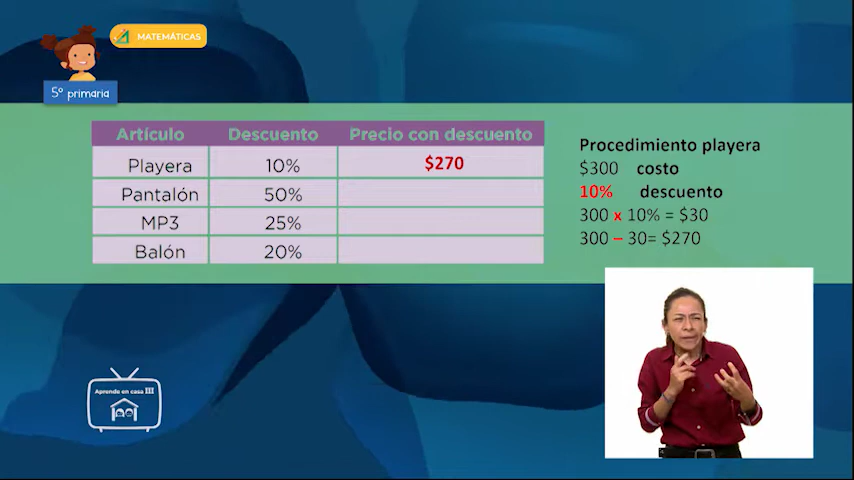 MATEMÁTICAS
5º primaria
Artículo Descuento Precio con descuento
Playera 10% $270
Pantalón 50%
MP3 25%
Balón 20%
Procedimiento playera
$300 costo
10% descuento
300 x 10% = $30
300 – 30= $270
Aprende en casa III